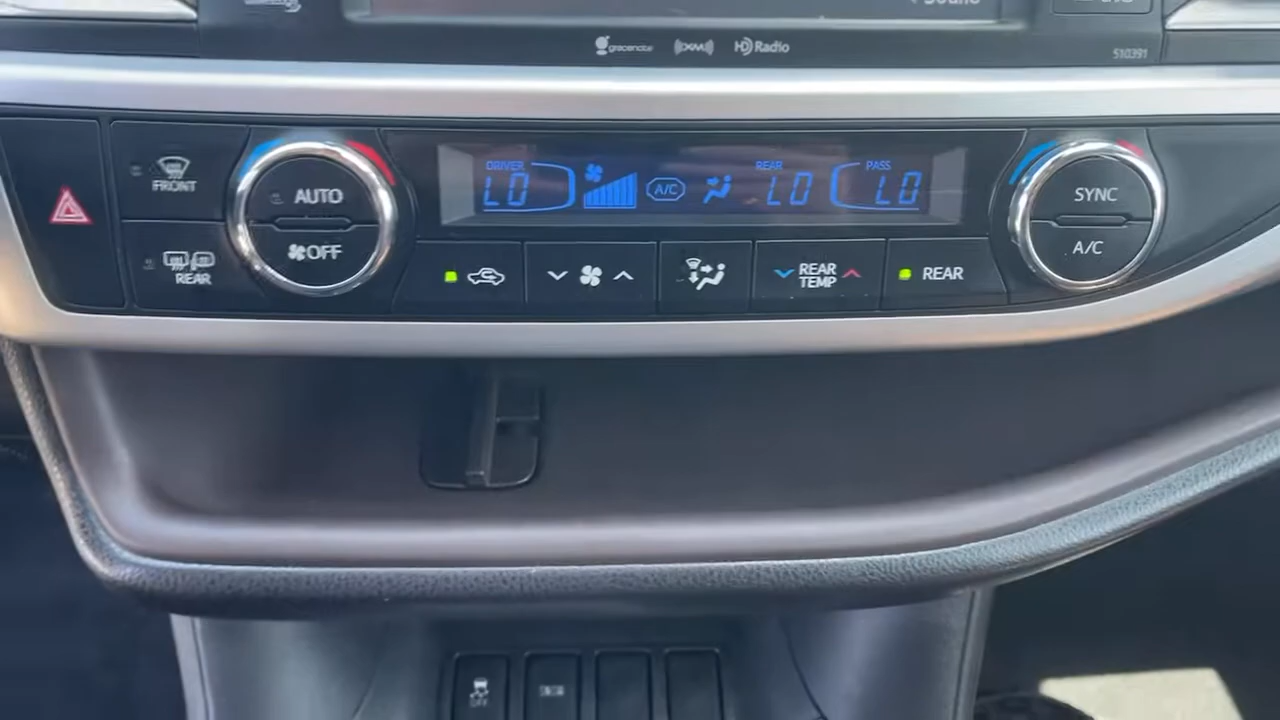 gracenote XM HD Radio
510391
FRONT
AUTO
OFF
REAR
DRIVER
LO
A/C
REAR
LO
PASS
LO
REAR
TEMP
REAR
SYNC
A/C
OFF